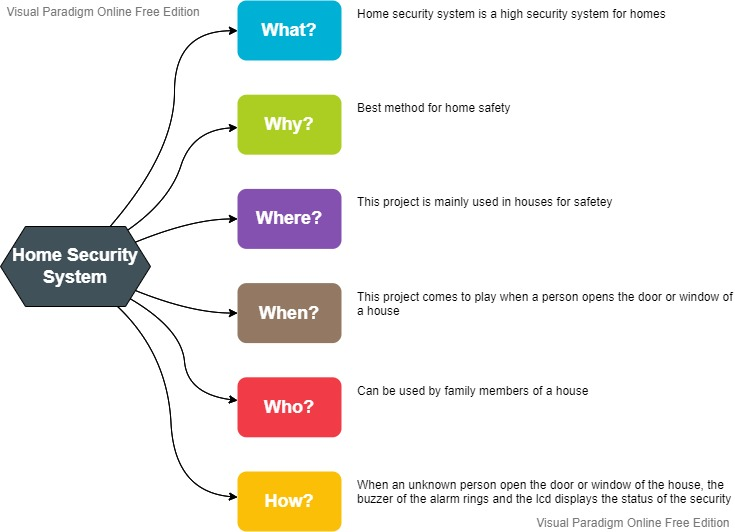 Visual Paradigm Online Free Edition
What?
Home security system is a high security system for homes
Why?
Best method for home safety
Where?
This project is mainly used in houses for safetey
Home Security
System
When?
This project comes to play when a person opens the door or window of
a house
Who?
Can be used by family members of a house
How?
When an unknown person open the door or window of the house, the
buzzer of the alarm rings and the lcd displays the status of the security
Visual Paradigm Online Free Edition